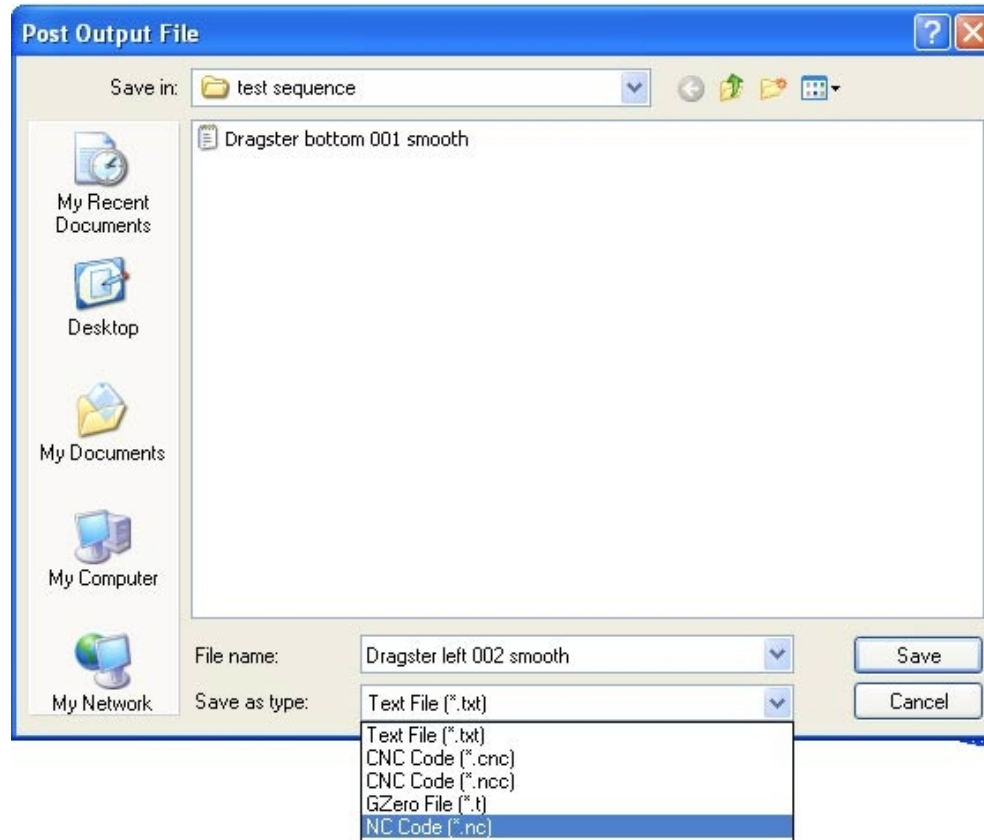 Post Output File
Save in:
test sequence
Dragster bottom 001 smooth
My Recent
Documents
Desktop
My Documents
My Computer
My Network
File name:
Dragster left 002 smooth
Save
Save as type:
Text File (*.txt)
Cancel
Text File (*.txt)
CNC Code (*.cnc)
CNC Code (*.ncc)
GZero File (*.t)
NC Code (*.nc)